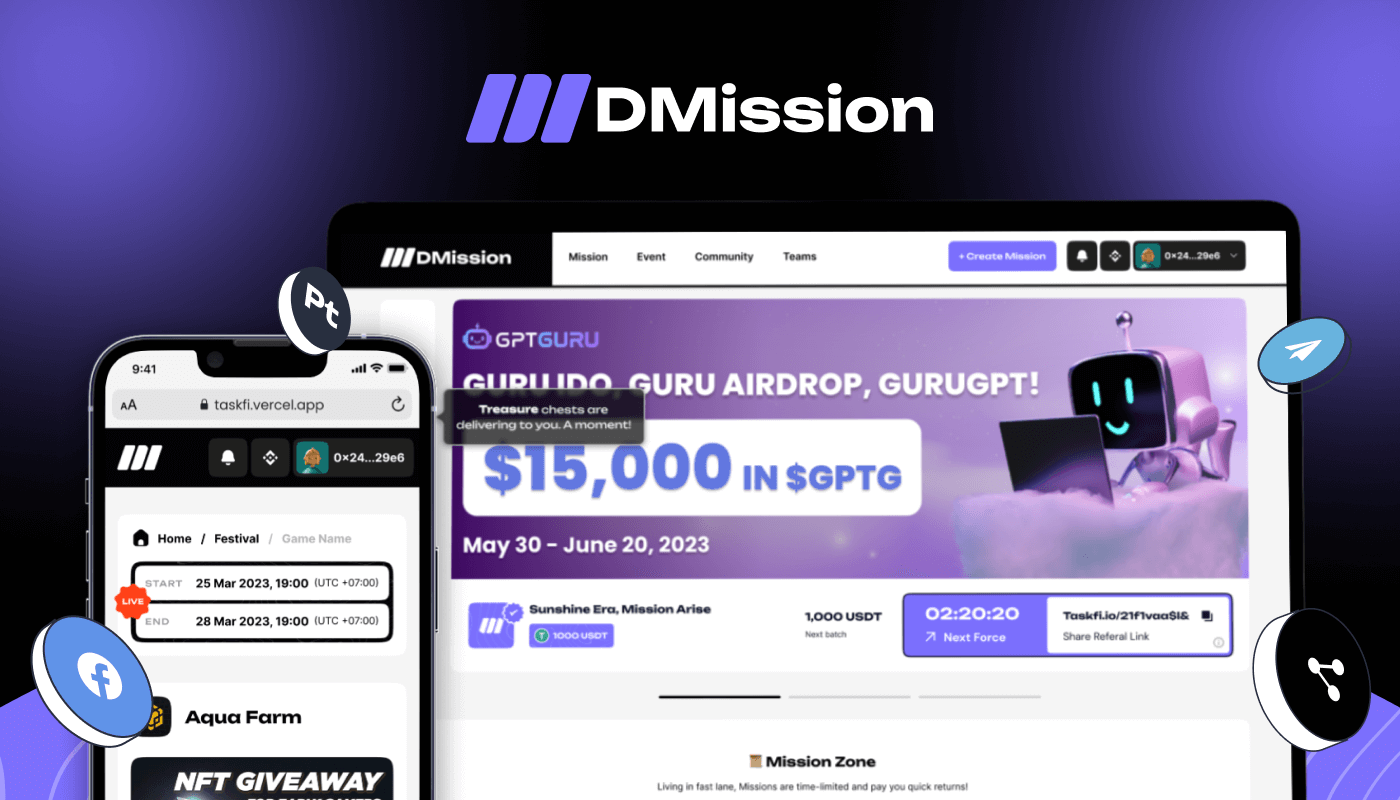 DMission
DMission
Mission
Event
Community
Teams
+ Create Mission
0×24...29e6
Pt
GPTGURU
GURU IDO, GURU AIRDROP, GURUGPT!
Treasure chests are
delivering to you. A moment!
$15,000 IN $GPTG
May 30 - June 20, 2023
Sunshine Era, Mission Arise
1000 USDT
1,000 USDT
Next batch
02:20:20
Next Force
Taskfi.io/21f1vaa$l&
Share Referal Link
Mission Zone
Living in fast lane, Missions are time-limited and pay you quick returns!
9:41
AA
taskfi.vercel.app
0×24...29e6
Home / Festival / Game Name
START 25 Mar 2023, 19:00 (UTC +07:00)
LIVE
END 28 Mar 2023, 19:00 (UTC +07:00)
Aqua Farm
NFT GIVEAWAY